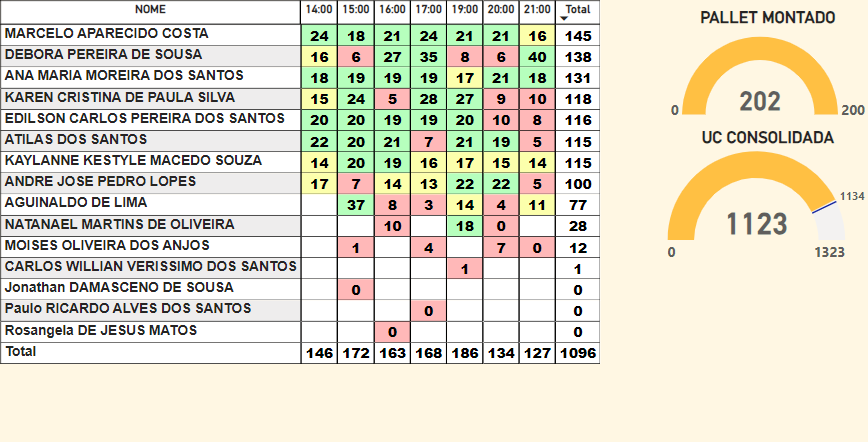 NOME 14:00 15:00 16:00 17:00 19:00 20:00 21:00 Total
MARCELO APARECIDO COSTA 24 18 21 24 21 21 16 145
DEBORA PEREIRA DE SOUSA 16 6 27 35 8 6 40 138
ANA MARIA MOREIRA DOS SANTOS 18 19 19 19 17 21 18 131
KAREN CRISTINA DE PAULA SILVA 15 24 5 28 27 9 10 118
EDILSON CARLOS PEREIRA DOS SANTOS 20 20 19 19 20 10 8 116
ATILAS DOS SANTOS 22 20 21 7 21 19 5 115
KAYLANNE KESTYLE MACEDO SOUZA 14 20 19 16 17 15 14 115
ANDRE JOSE PEDRO LOPES 17 7 14 13 22 22 5 100
AGUINALDO DE LIMA 37 8 3 14 4 11 77
NATANAEL MARTINS DE OLIVEIRA 10 18 0 28
MOISES OLIVEIRA DOS ANJOS 1 4 7 0 12
CARLOS WILLIAN VERISSIMO DOS SANTOS 1 1
Jonathan DAMASCENO DE SOUSA 0 0
Paulo RICARDO ALVES DOS SANTOS 0 0
Rosangela DE JESUS MATOS 0 0
Total 146 172 163 168 186 134 127 1096
PALLET MONTADO
202
0 200
UC CONSOLIDADA
1134
1123
0 1323